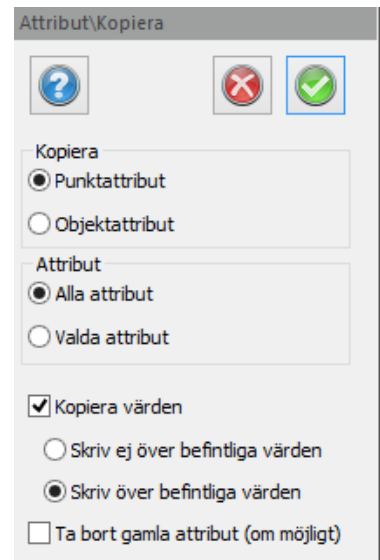 Attribut\Kopiera
Kopiera
Punktattribut
Objektattribut
Attribut
Alla attribut
Valda attribut
Kopiera värden
Skriv ej över befintliga värden
Skriv över befintliga värden
Ta bort gamla attribut (om möjligt)